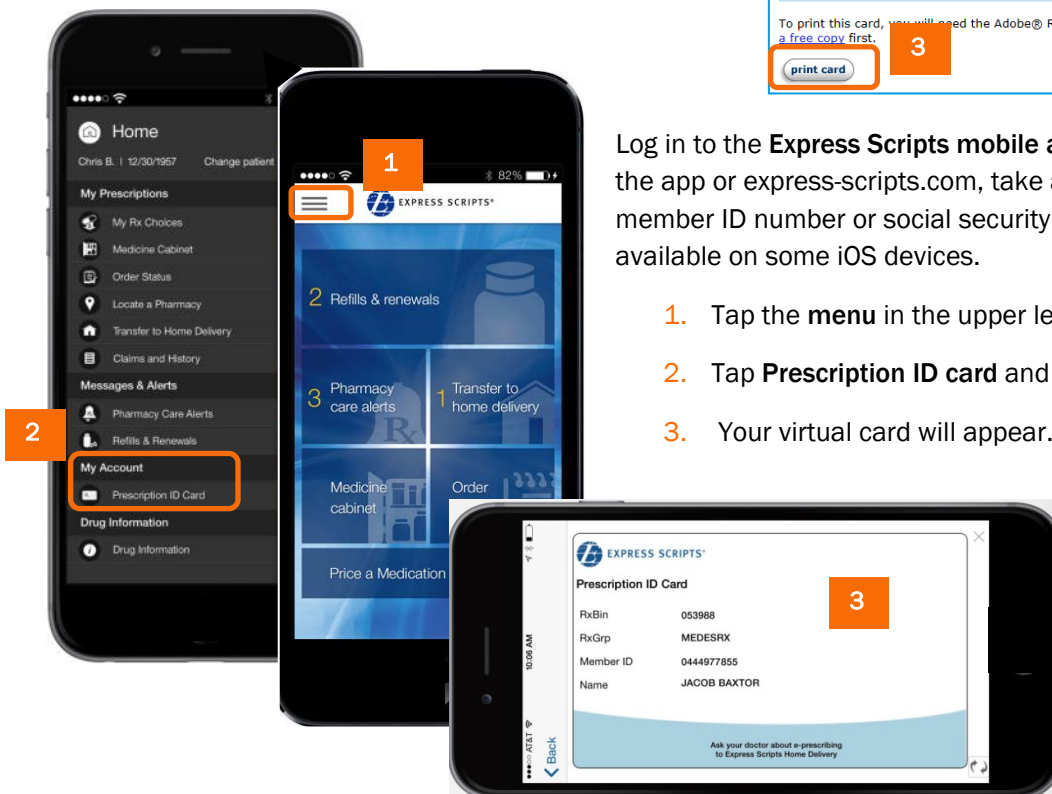 To print this card, you will need the Adobe® R
a free copy first.
3
print card
Log in to the Express Scripts mobile a
the app or express-scripts.com, take a
member ID number or social security
available on some iOS devices.
1. Tap the menu in the upper le
2. Tap Prescription ID card and
3. Your virtual card will appear.
Home
Chris B. | 12/30/1957 Change patient
My Prescriptions
My Rx Choices
Medicine Cabinet
Order Status
Locate a Pharmacy
Transfer to Home Delivery
Claims and History
Messages & Alerts
Pharmacy Care Alerts
Refills & Renewals
2
My Account
Prescription ID Card
Drug Information
Drug Information
1
82%
EXPRESS SCRIPTS®
2 Refills & renewals
3 Pharmacy
care alerts
Rx
1 Transfer to
home delivery
Medicine
cabinet
Order
Price a Medication
AT&T 10:06 AM
Back
EXPRESS SCRIPTS®
Prescription ID Card
3
RxBin 053988
RxGrp MEDESRX
Member ID 0444977855
Name JACOB BAXTOR
Ask your doctor about e-prescribing
to Express Scripts Home Delivery